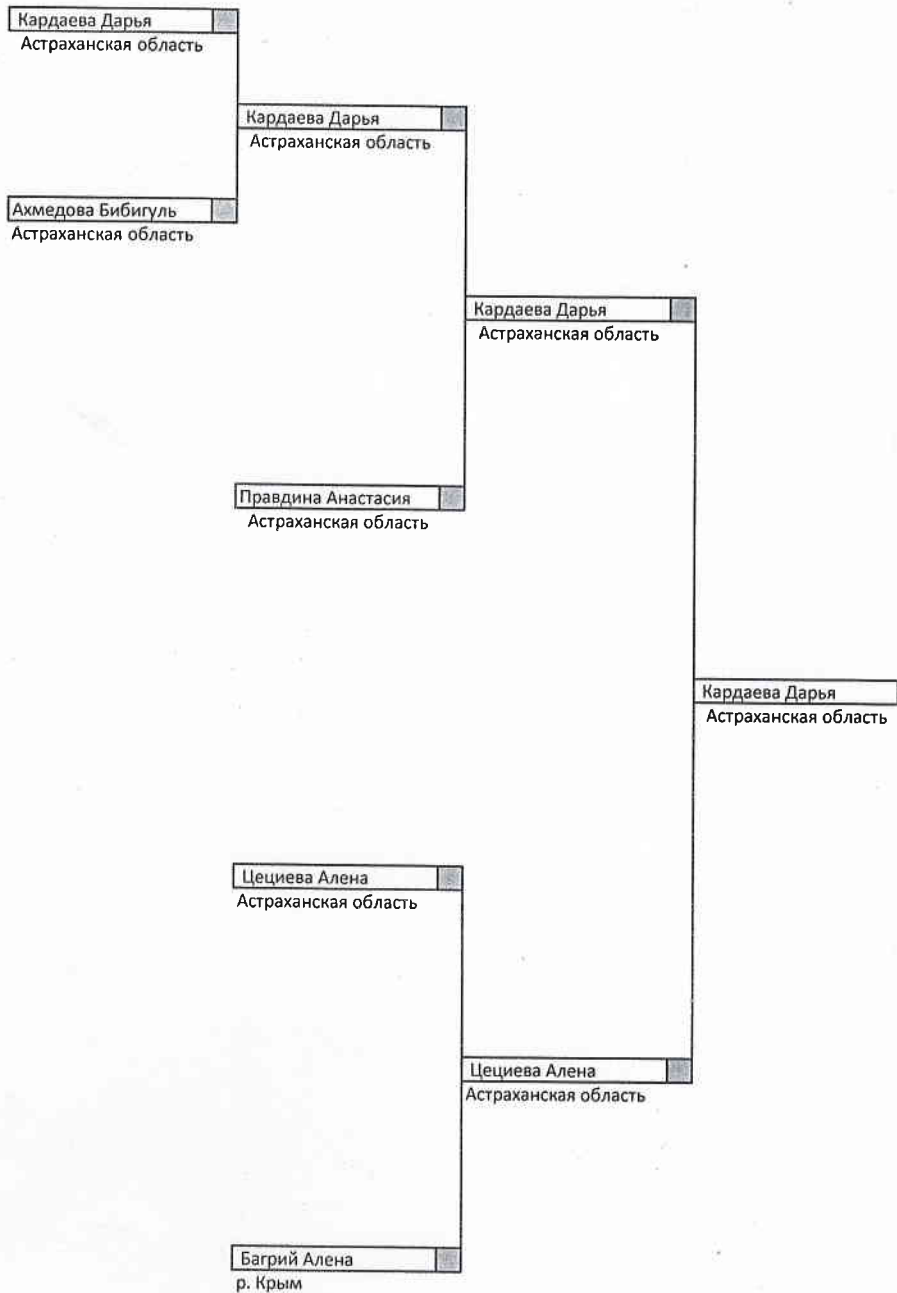 Кардаева Дарья
Астраханская область
Кардаева Дарья
Астраханская область
Ахмедова Бибигуль
Астраханская область
Кардаева Дарья
Астраханская область
Правдина Анастасия
Астраханская область
Кардаева Дарья
Астраханская область
Цециева Алена
Астраханская область
Цециева Алена
Астраханская область
Багрий Алена
р. Крым